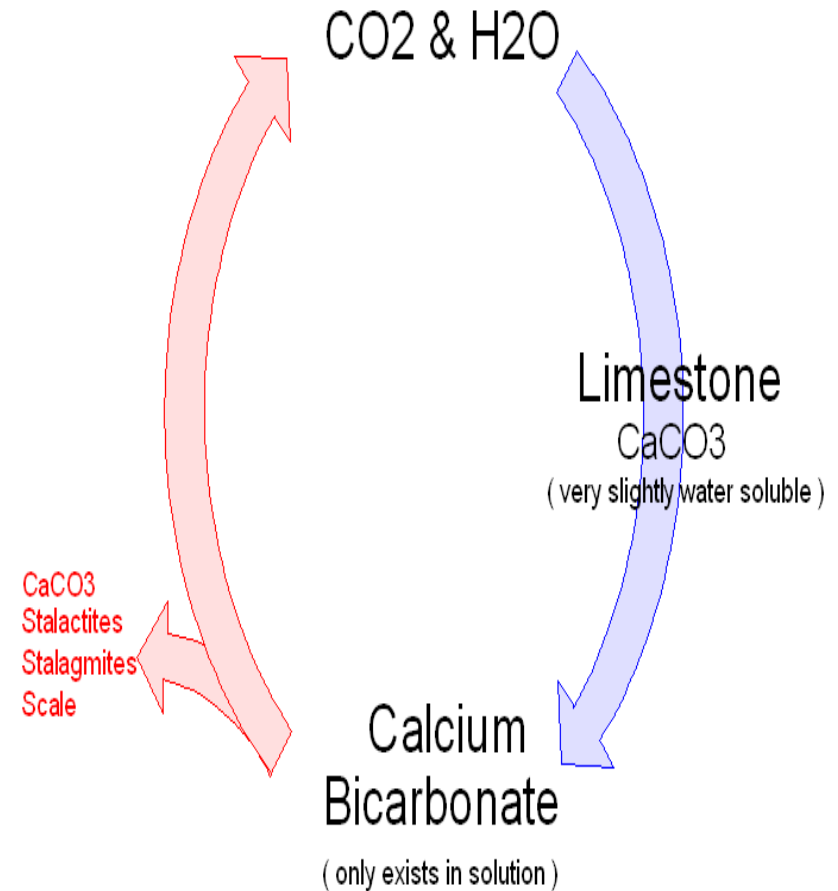 CO2 & H2O
Limestone
CaCO3
( very slightly water soluble )
CaCO3
Stalactites
Stalagmites
Scale
Calcium
Bicarbonate
( only exists in solution )